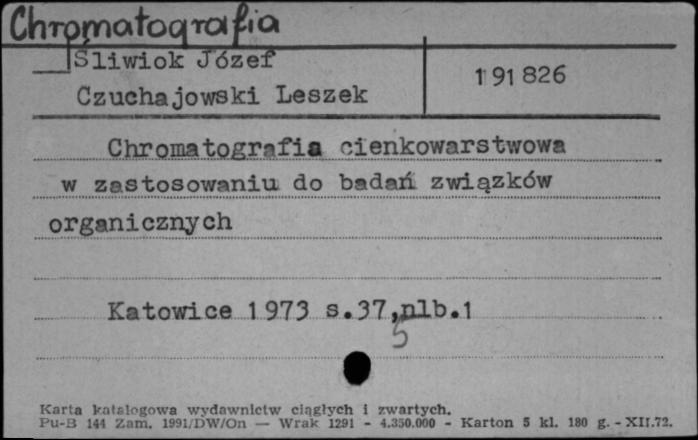 Chromatografia
Śliwiok Józef
191 826
Czuchajowski Leszek
Chromatografia cienkowarstwowa
w zastosowaniu do badań związków
organicznych
Katowice 1973 s.37,nlb.1
5
Karta katalogowa wydawnictw ciągłych i zwartych.
Pu-B 144 Zam. 1991/DW/On — Wrak 1291 - 4.350.000 - Karton 5 kl. 180 g. - XII.72.